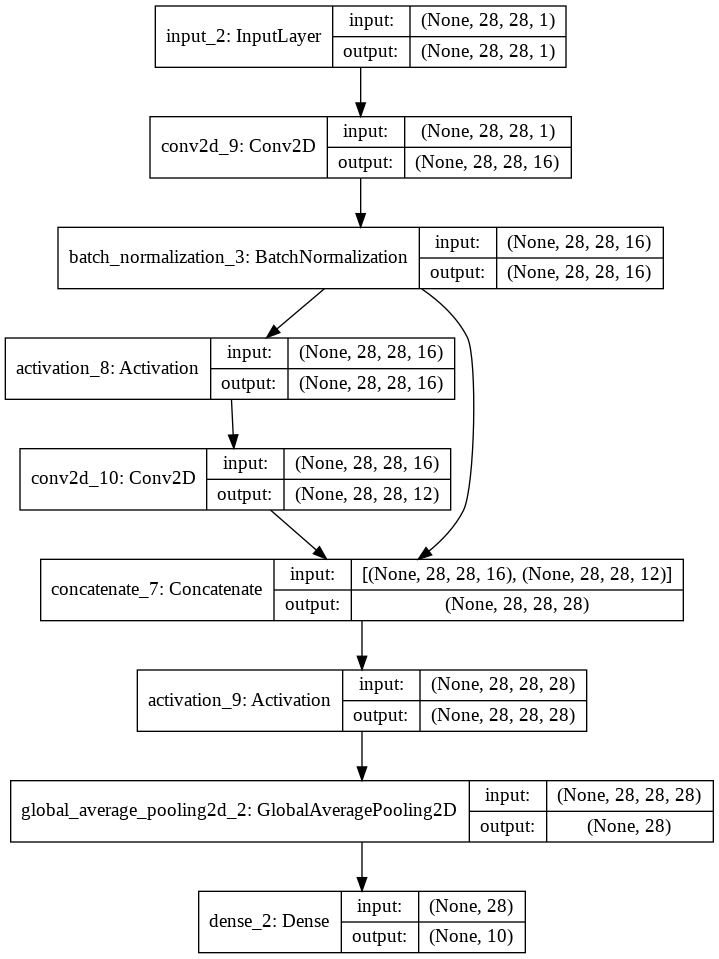 input_2: InputLayer
input: (None, 28, 28, 1)
output: (None, 28, 28, 1)
conv2d_9: Conv2D
input: (None, 28, 28, 1)
output: (None, 28, 28, 16)
batch_normalization_3: BatchNormalization
input: (None, 28, 28, 16)
output: (None, 28, 28, 16)
activation_8: Activation
input: (None, 28, 28, 16)
output: (None, 28, 28, 16)
conv2d_10: Conv2D
input: (None, 28, 28, 16)
output: (None, 28, 28, 12)
concatenate_7: Concatenate
input: [(None, 28, 28, 16), (None, 28, 28, 12)]
output: (None, 28, 28, 28)
activation_9: Activation
input: (None, 28, 28, 28)
output: (None, 28, 28, 28)
global_average_pooling2d_2: GlobalAveragePooling2D
input: (None, 28, 28, 28)
output: (None, 28)
dense_2: Dense
input: (None, 28)
output: (None, 10)